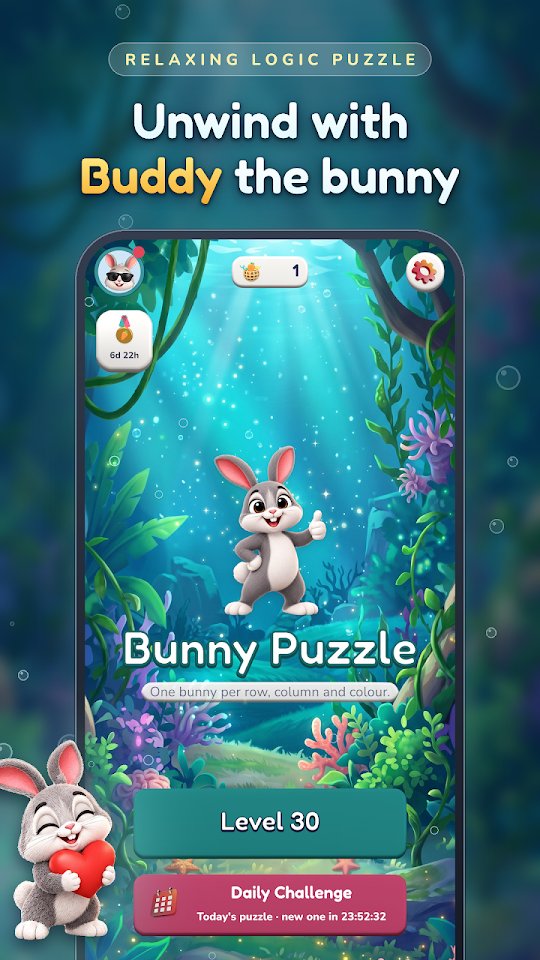 RELAXING LOGIC PUZZLE
Unwind with
Buddy the bunny
1
6d 22h
Bunny Puzzle
One bunny per row, column and colour.
Level 30
Daily Challenge
Today's puzzle · new one in 23:52:32